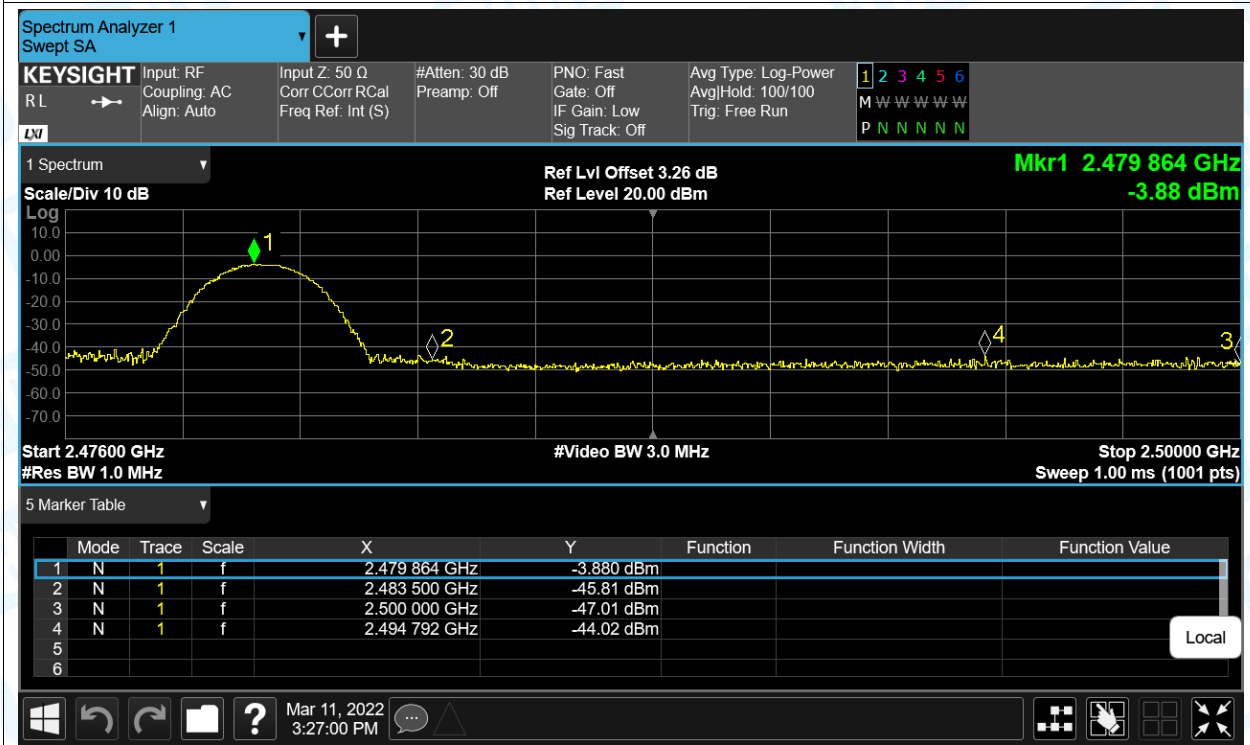 Spectrum Analyzer 1
Swept SA
KEYSIGHT
R L
LXI
Input: RF
Coupling: AC
Align: Auto
Input Z: 50 Ω
Corr CCorr RCal
Freq Ref: Int (S)
#Atten: 30 dB
Preamp: Off
PNO: Fast
Gate: Off
IF Gain: Low
Sig Track: Off
Avg Type: Log-Power
Avg|Hold: 100/100
Trig: Free Run
1 2 3 4 5 6
M W W W W W
P N N N N N
1 Spectrum
Scale/Div 10 dB
Ref Lvl Offset 3.26 dB
Ref Level 20.00 dBm
Mkr1 2.479 864 GHz
-3.88 dBm
Log
10.0
0.00
-10.0
-20.0
-30.0
-40.0
-50.0
-60.0
-70.0
1
2
4
3
Start 2.47600 GHz
#Video BW 3.0 MHz
Stop 2.50000 GHz
#Res BW 1.0 MHz
Sweep 1.00 ms (1001 pts)
5 Marker Table
Mode Trace Scale X Y Function Function Width Function Value
1 N 1 f 2.479 864 GHz -3.880 dBm
2 N 1 f 2.483 500 GHz -45.81 dBm
3 N 1 f 2.500 000 GHz -47.01 dBm
4 N 1 f 2.494 792 GHz -44.02 dBm
5
6
Local
?
Mar 11, 2022
3:27:00 PM